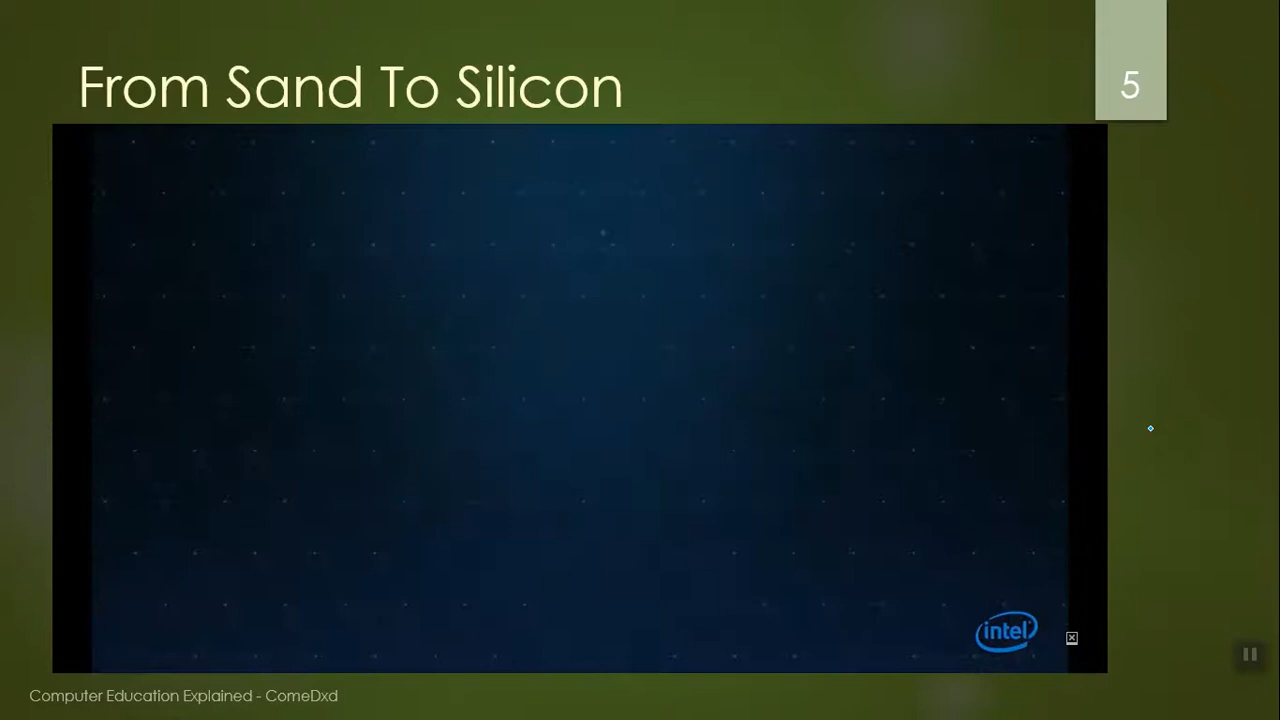 From Sand To Silicon
5
intel
Computer Education Explained - ComeDxd